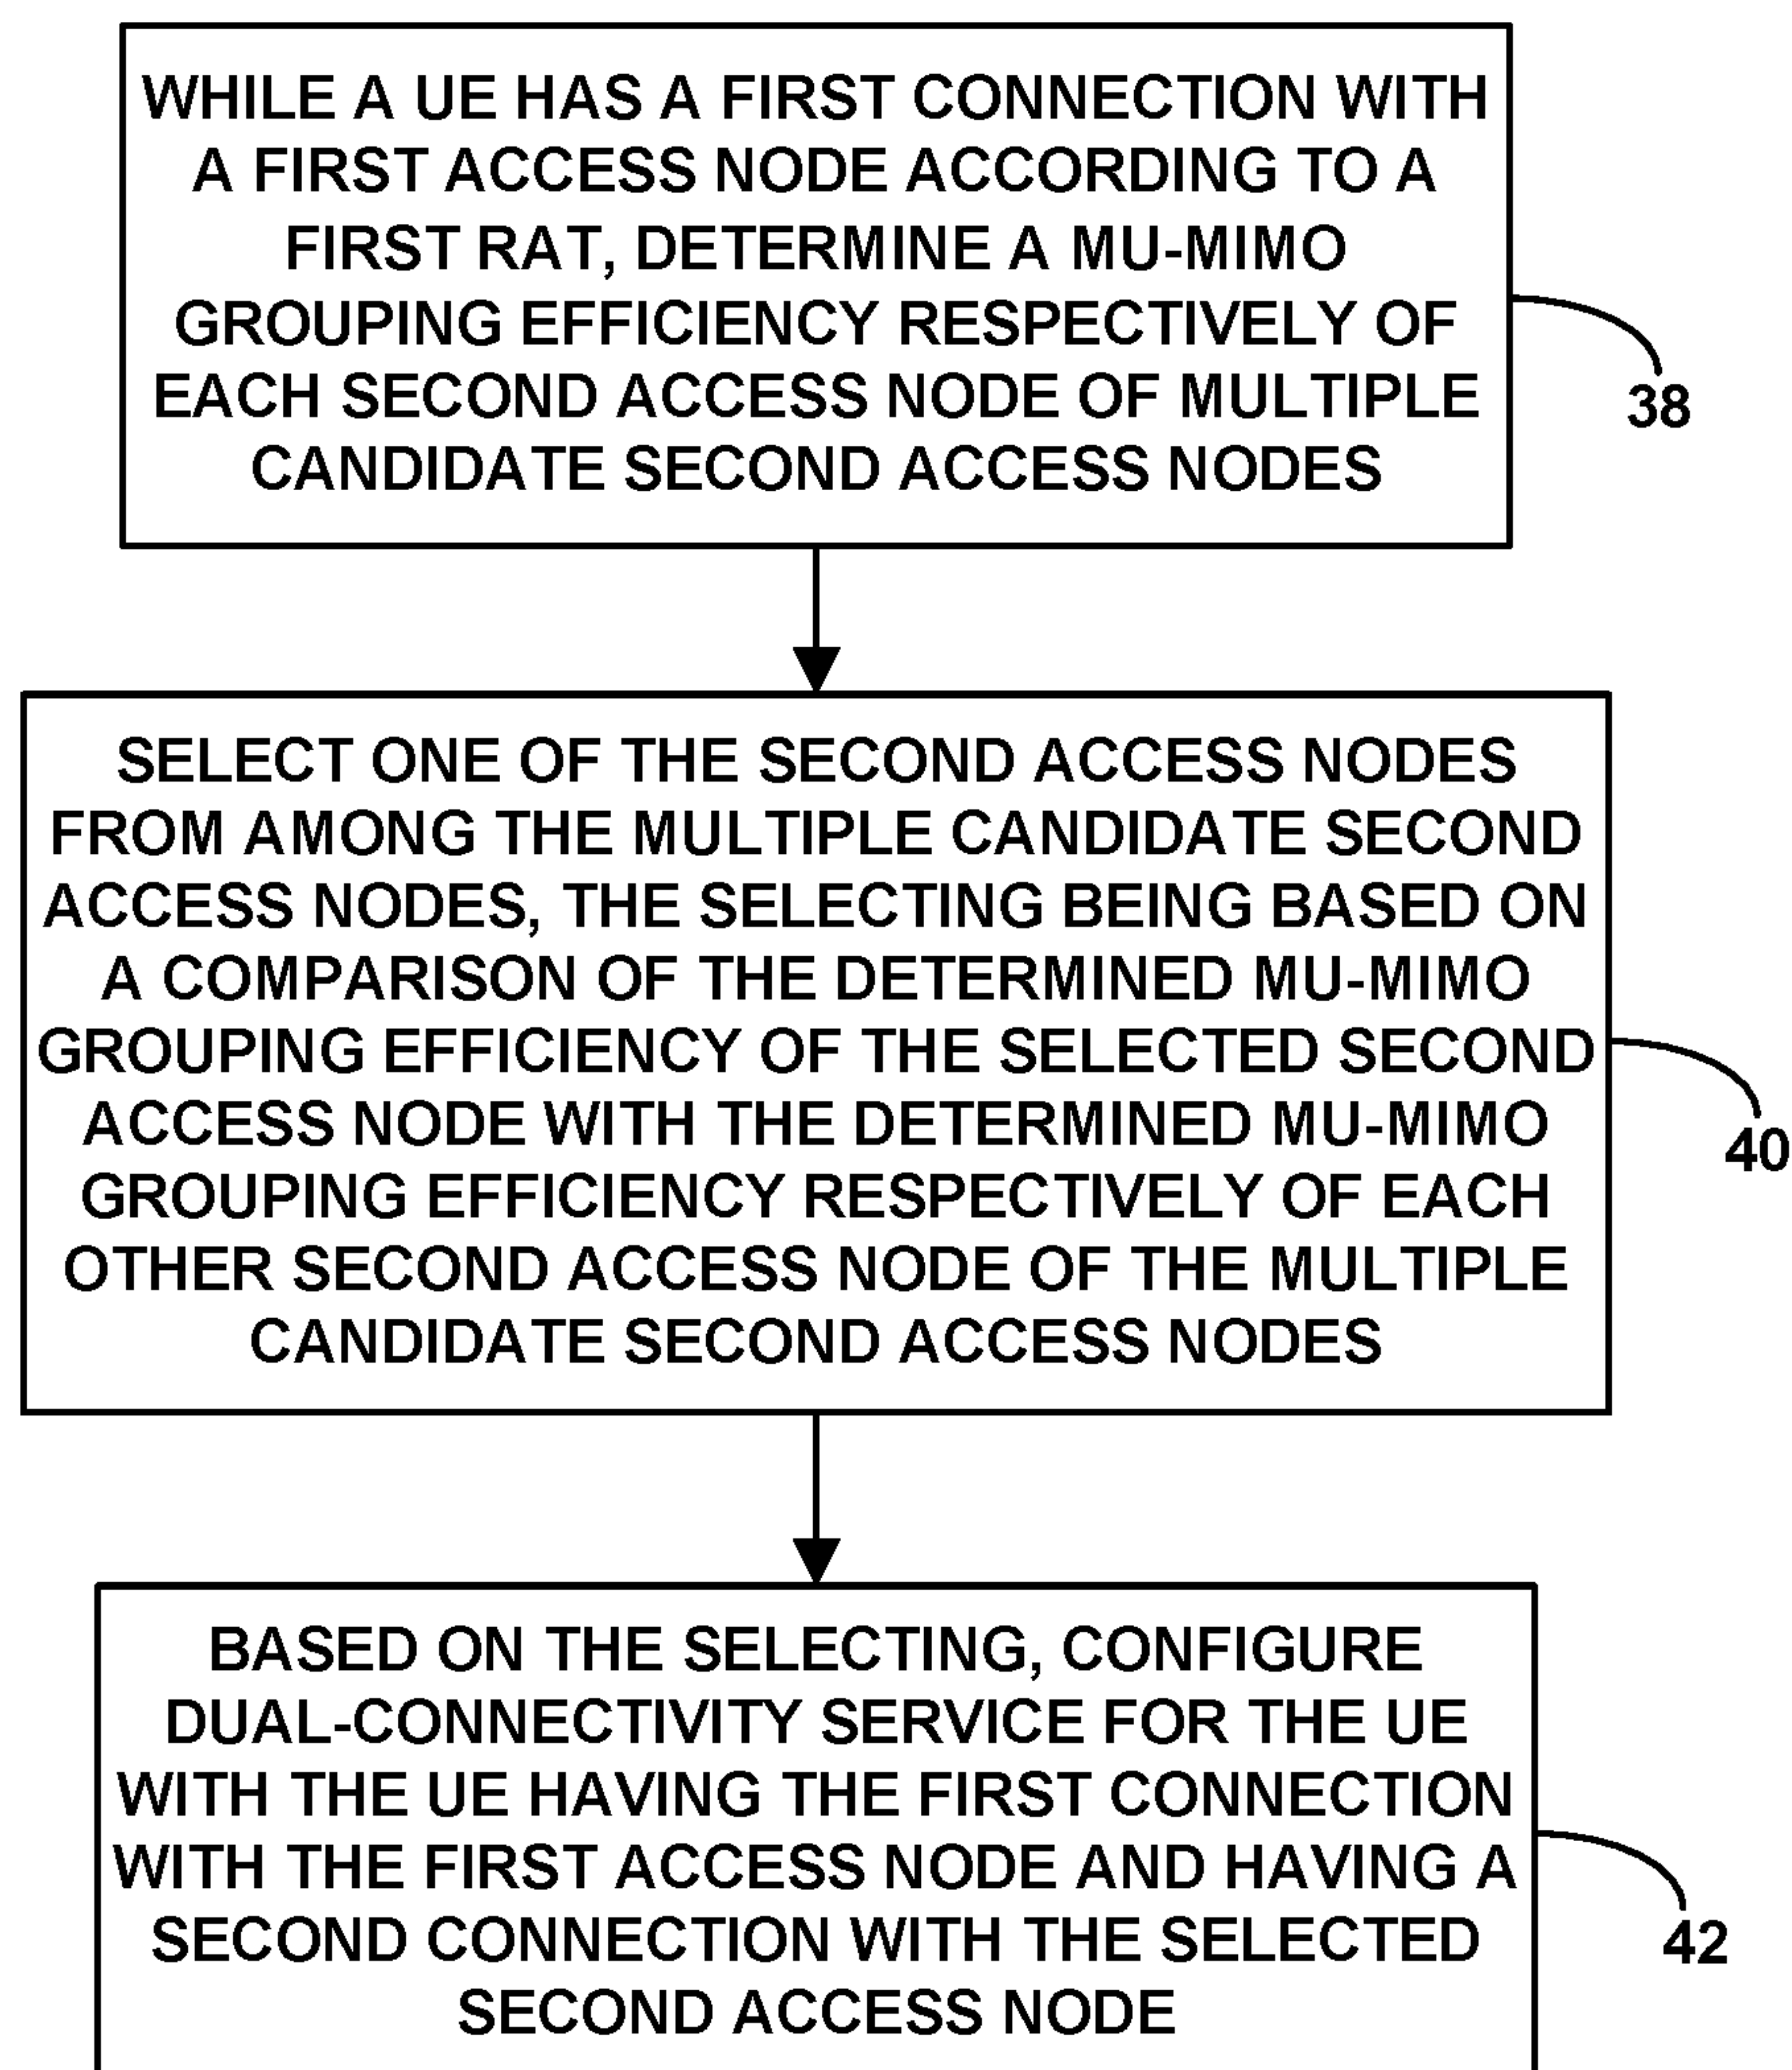 WHILE A UE HAS A FIRST CONNECTION WITH
A FIRST ACCESS NODE ACCORDING TO A
FIRST RAT, DETERMINE A MU-MIMO
GROUPING EFFICIENCY RESPECTIVELY OF
EACH SECOND ACCESS NODE OF MULTIPLE
CANDIDATE SECOND ACCESS NODES
38
SELECT ONE OF THE SECOND ACCESS NODES
FROM AMONG THE MULTIPLE CANDIDATE SECOND
ACCESS NODES, THE SELECTING BEING BASED ON
A COMPARISON OF THE DETERMINED MU-MIMO
GROUPING EFFICIENCY OF THE SELECTED SECOND
ACCESS NODE WITH THE DETERMINED MU-MIMO
GROUPING EFFICIENCY RESPECTIVELY OF EACH
OTHER SECOND ACCESS NODE OF THE MULTIPLE
CANDIDATE SECOND ACCESS NODES
40
BASED ON THE SELECTING, CONFIGURE
DUAL-CONNECTIVITY SERVICE FOR THE UE
WITH THE UE HAVING THE FIRST CONNECTION
WITH THE FIRST ACCESS NODE AND HAVING A
SECOND CONNECTION WITH THE SELECTED
SECOND ACCESS NODE
42